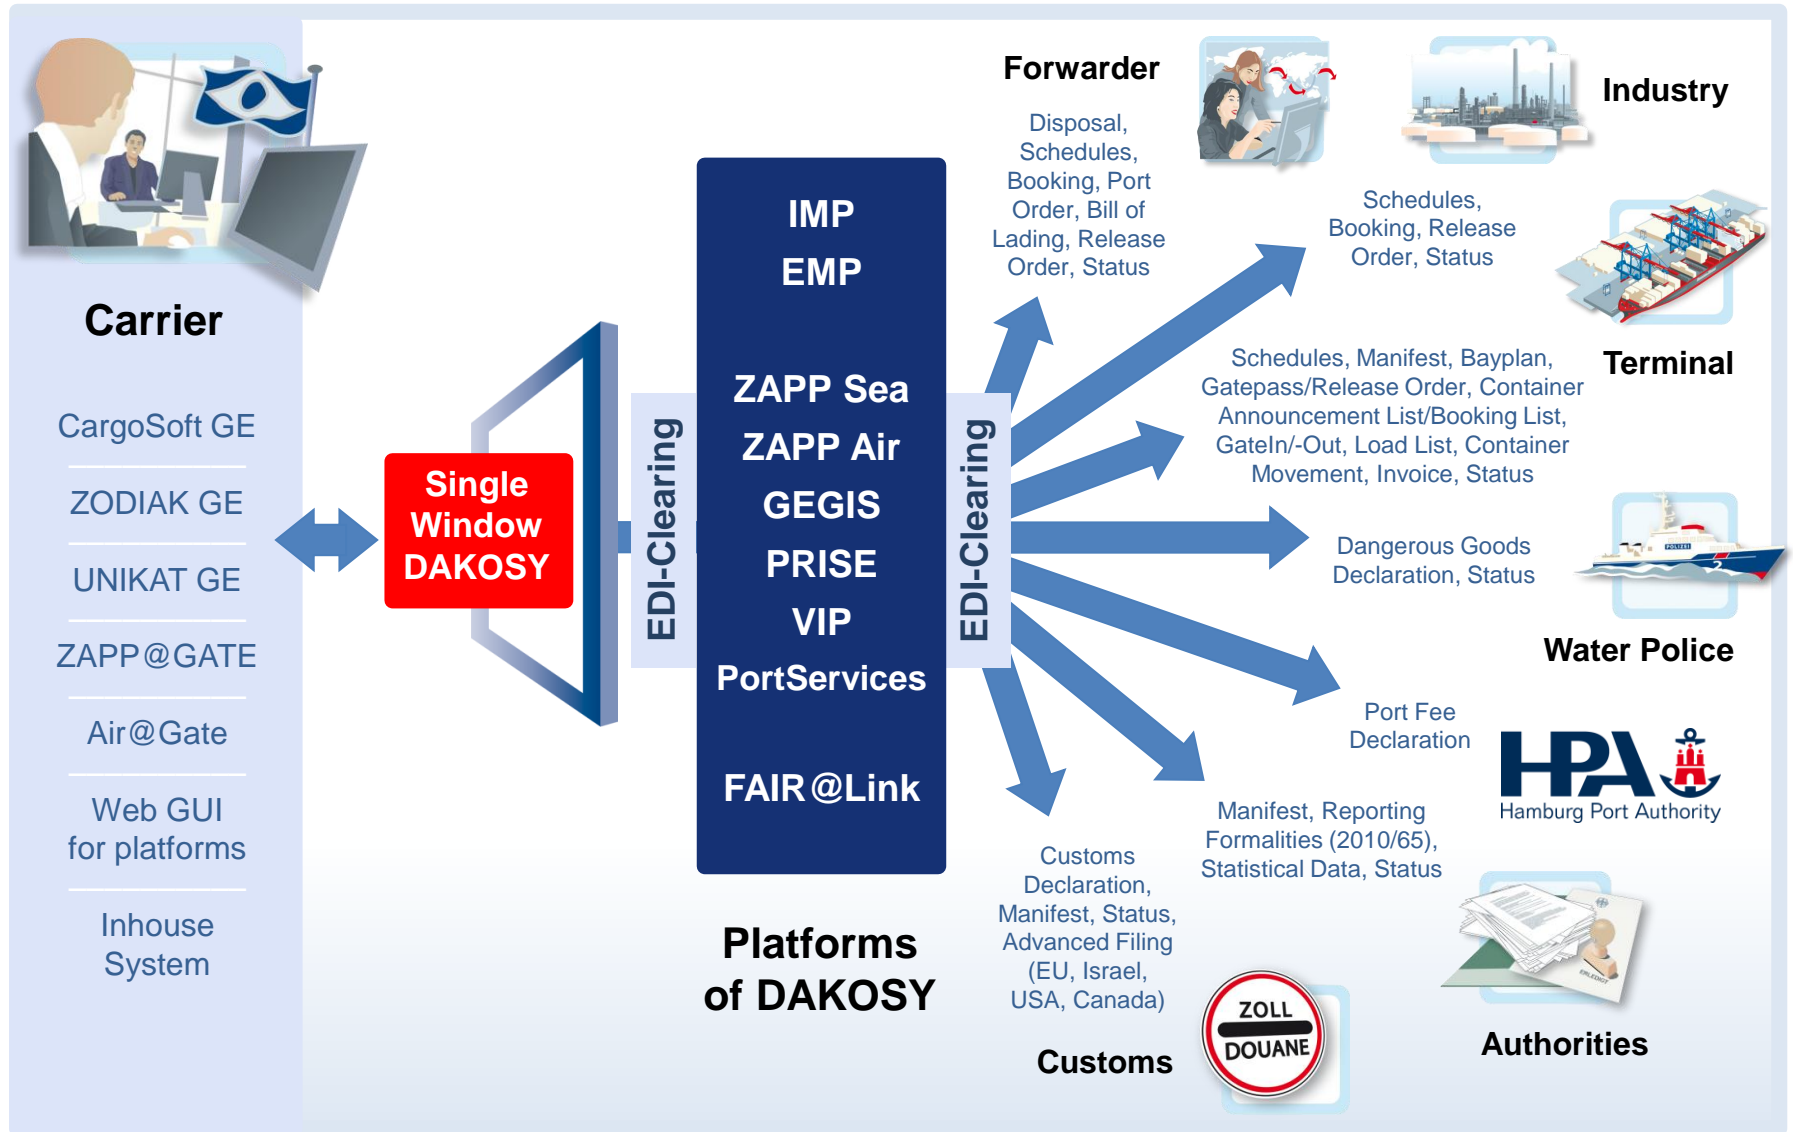 Carrier
CargoSoft GE
ZODIAK GE
UNIKAT GE
ZAPP@GATE
Air@Gate
Web GUI
for platforms
Inhouse
System
Single
Window
DAKOSY
EDI-Clearing
IMP
EMP
ZAPP Sea
ZAPP Air
GEGIS
PRISE
VIP
PortServices
FAIR@Link
Platforms
of DAKOSY
EDI-Clearing
Forwarder
Disposal,
Schedules,
Booking, Port
Order, Bill of
Lading, Release
Order, Status
Industry
Schedules,
Booking, Release
Order, Status
Terminal
Schedules, Manifest, Bayplan,
Gatepass/Release Order, Container
Announcement List/Booking List,
GateIn/-Out, Load List, Container
Movement, Invoice, Status
Dangerous Goods
Declaration, Status
POLIZEI
2
Water Police
Port Fee
Declaration
HPA
Hamburg Port Authority
Manifest, Reporting
Formalities (2010/65),
Statistical Data, Status
ERLEDIGT
Authorities
Customs
Declaration,
Manifest, Status,
Advanced Filing
(EU, Israel,
USA, Canada)
ZOLL
DOUANE
Customs